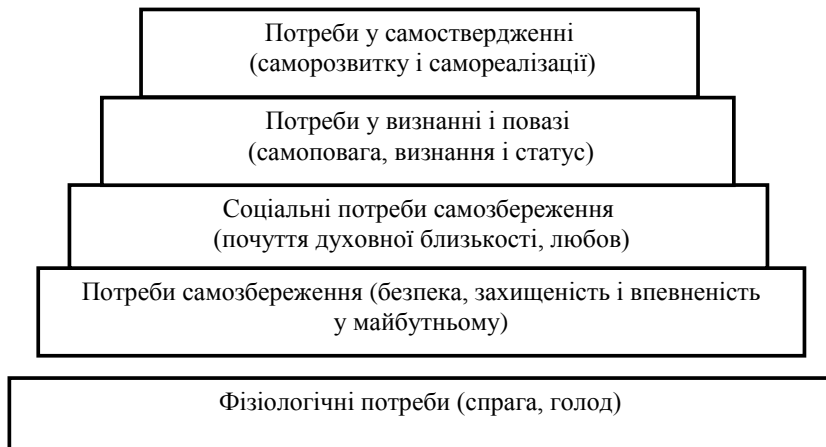 Потреби у самоствердженні
(саморозвитку і самореалізації)
Потреби у визнанні і повазі
(самоповага, визнання і статус)
Соціальні потреби самозбереження
(почуття духовної близькості, любов)
Потреби самозбереження (безпека, захищеність і впевненість
у майбутньому)
Фізіологічні потреби (спрага, голод)